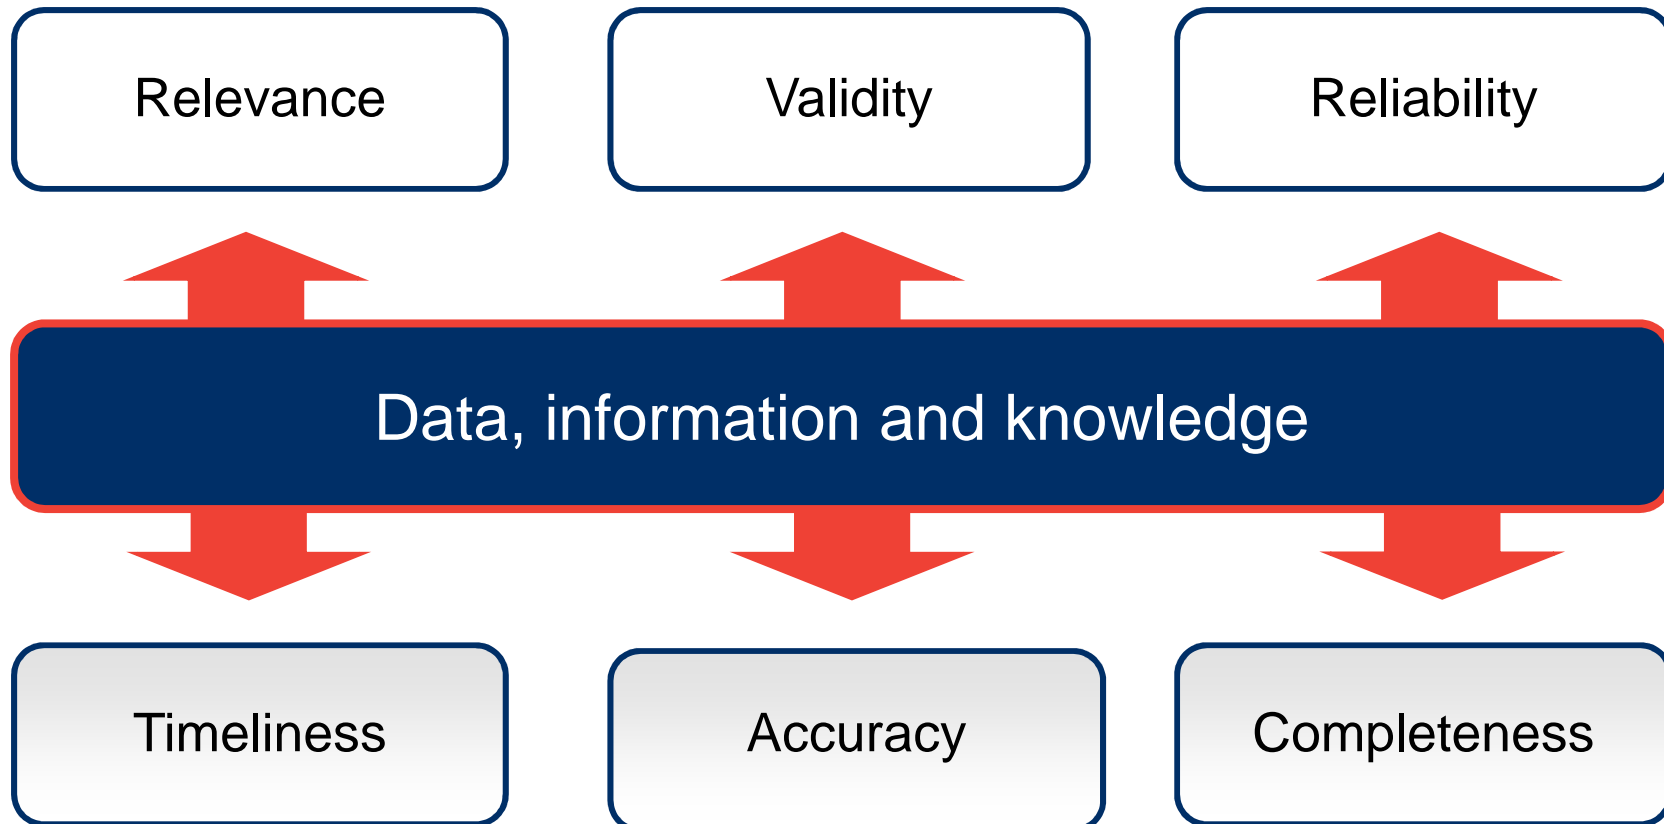 Relevance
Validity
Reliability
Data, information and knowledge
Timeliness
Accuracy
Completeness